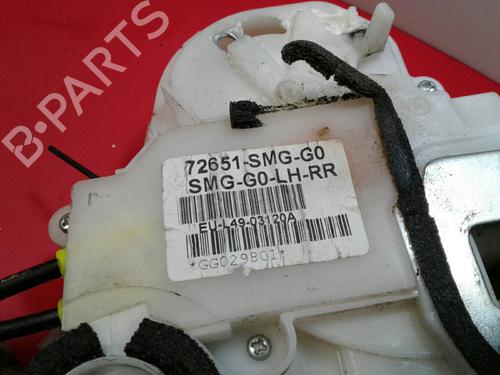 B-PARTS
72651-SMG-G0
SMG-G0-LH-RR
EU-L49-03120A
*GG029801*